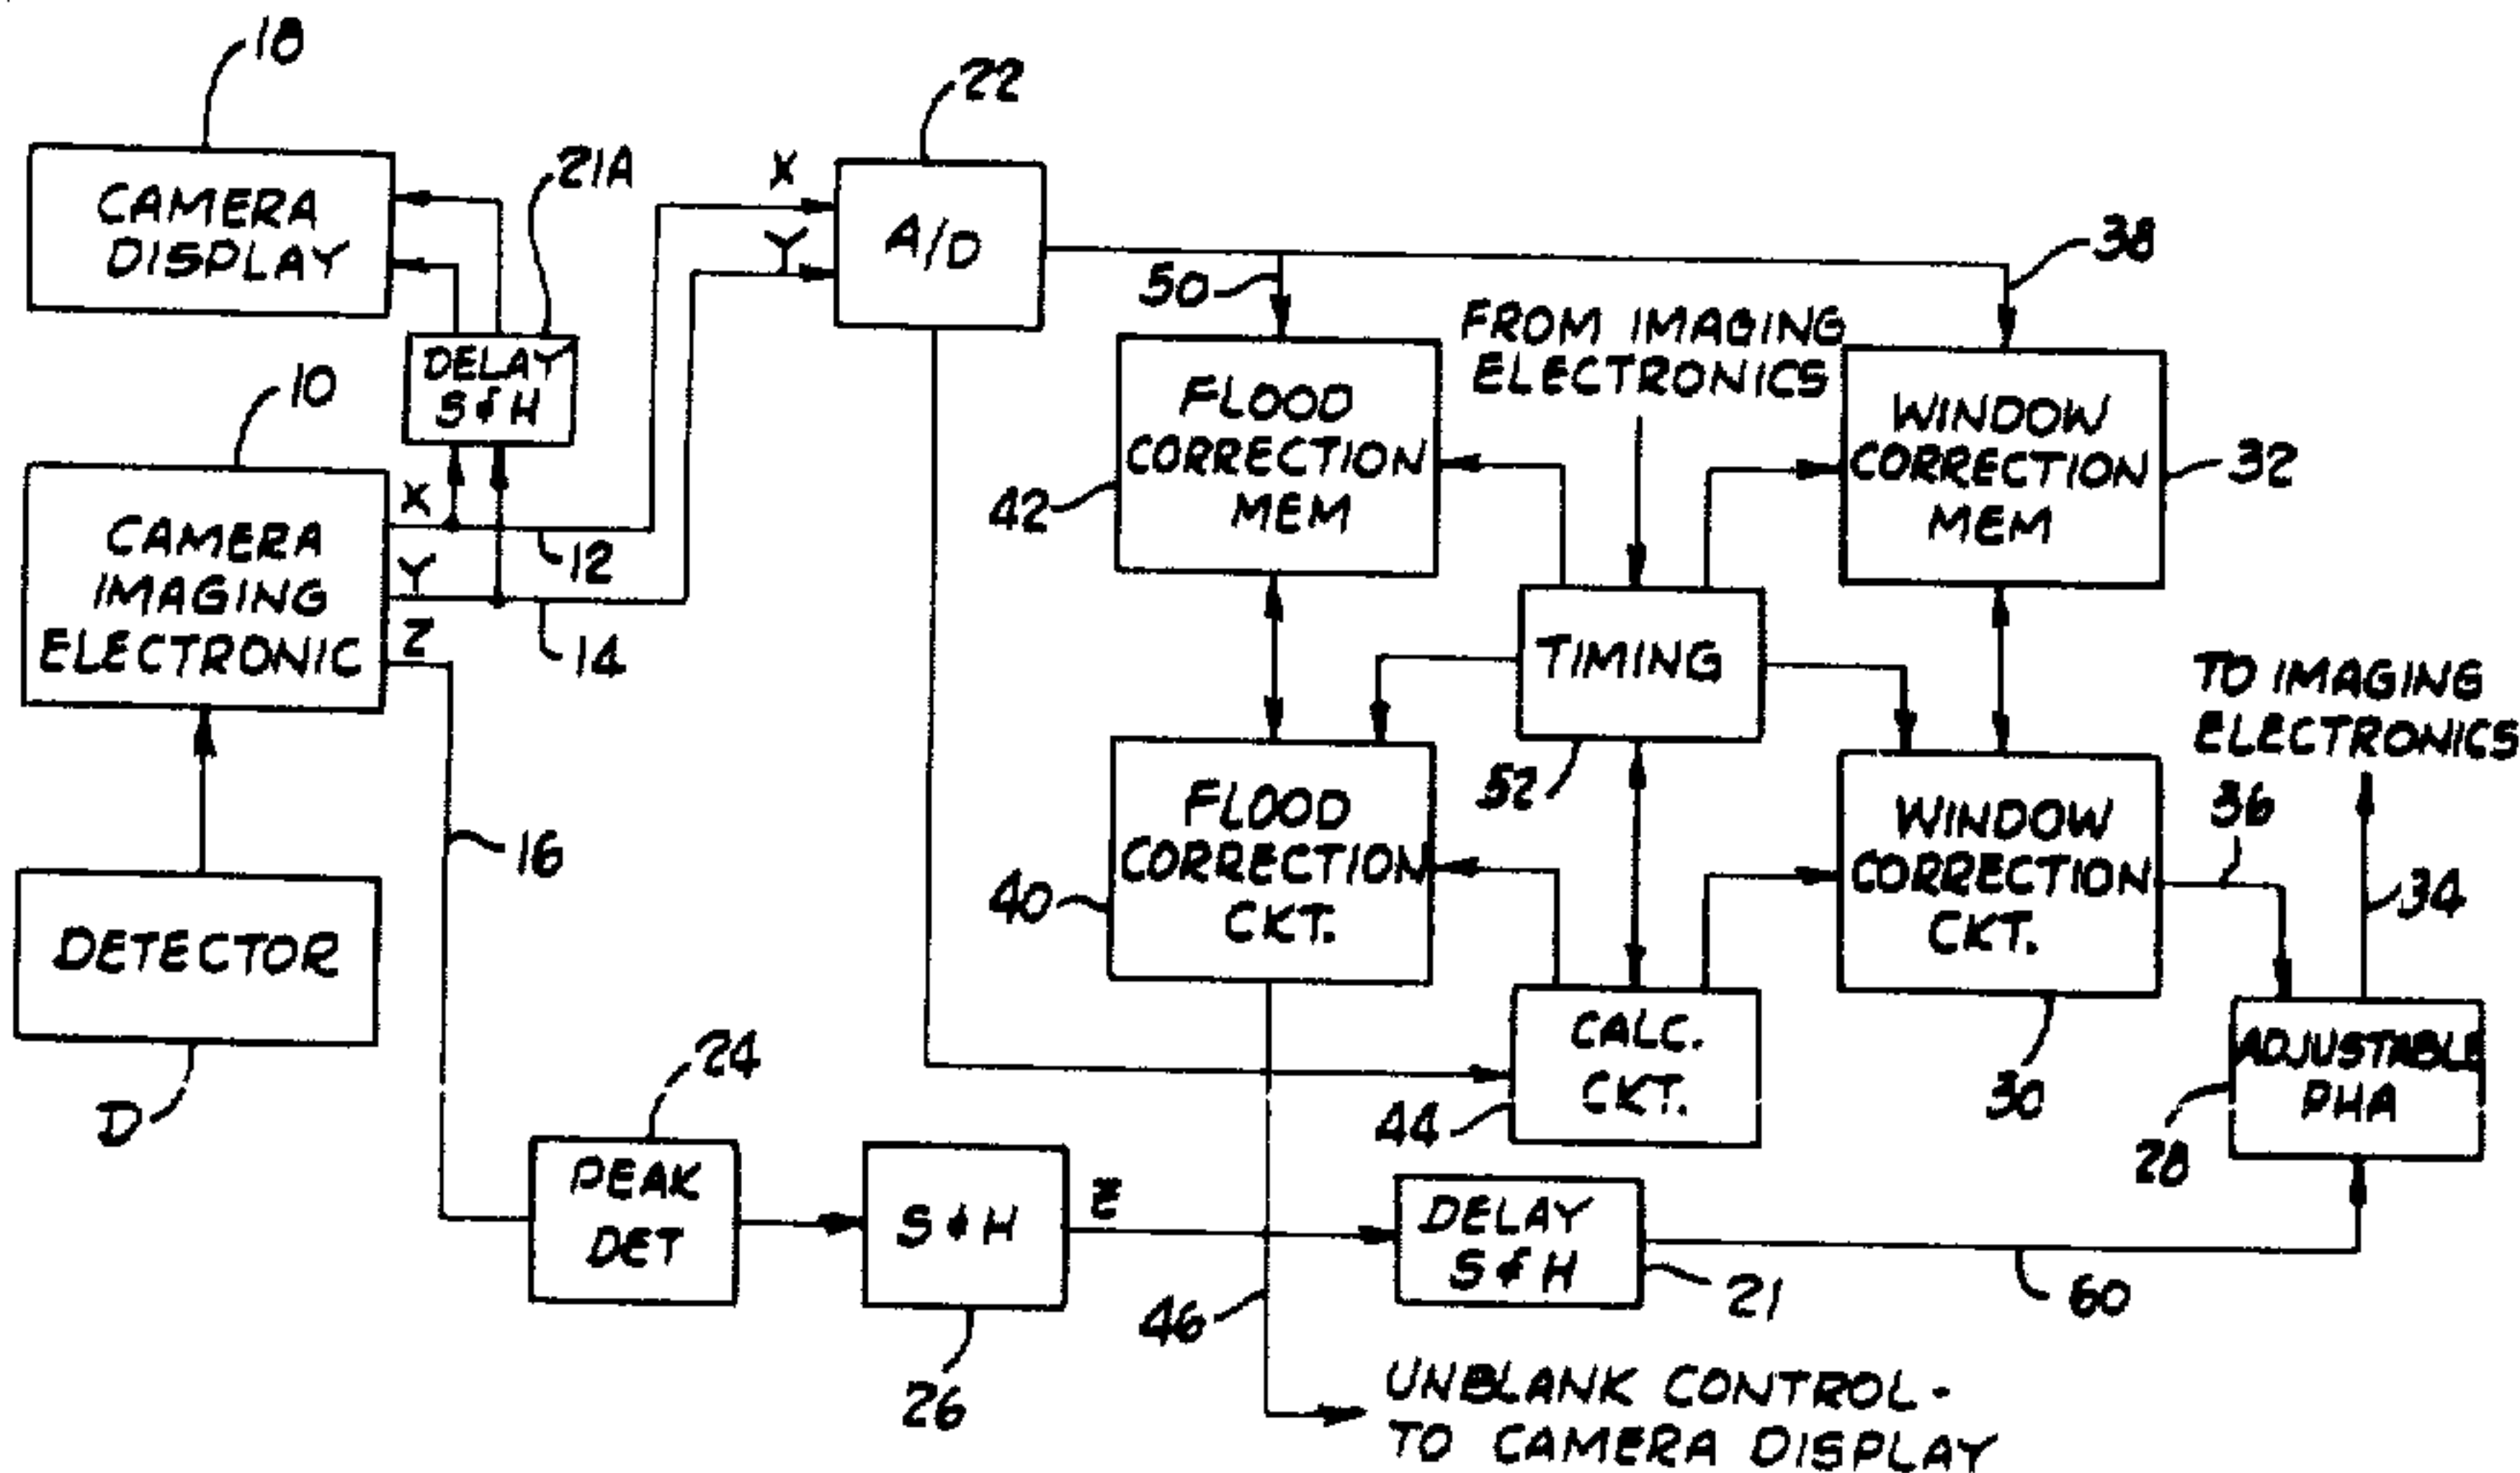 18
CAMERA
DISPLAY
21A
DELAY
S & H
10
CAMERA
IMAGING
ELECTRONIC
X
Y
Z
12
14
16
DETECTOR
D
22
X
Y
A/D
50
38
FLOOD
CORRECTION
MEM
42
FROM IMAGING
ELECTRONICS
WINDOW
CORRECTION
MEM
32
TIMING
52
FLOOD
CORRECTION
CKT.
40
WINDOW
CORRECTION
CKT.
30
TO IMAGING
ELECTRONICS
36
34
CALC.
CKT.
44
ADJUSTABLE
PHA
28
24
PEAK
DET
S & H
26
Z
DELAY
S & H
21
60
46
UNBLANK CONTROL-
TO CAMERA DISPLAY